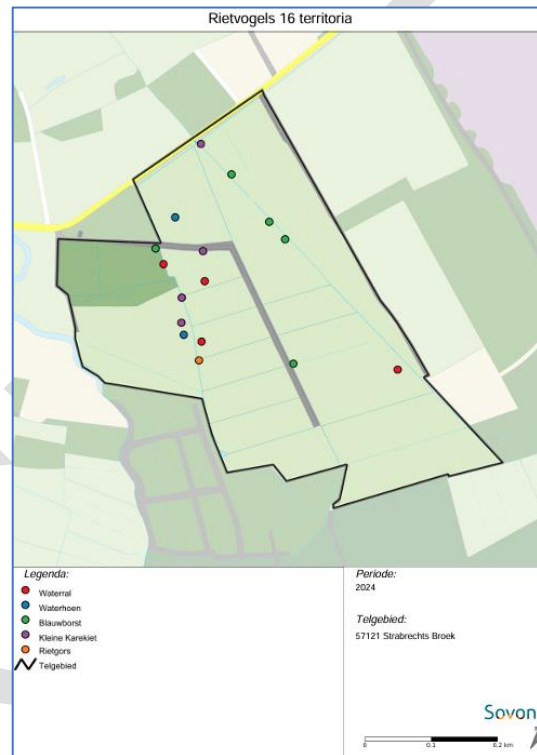 Rietvogels 16 territoria
Legenda:
Waterral
Waterhoen
Blauwborst
Kleine Karekiet
Rietgors
Telgebied
Periode:
2024
Telgebied:
57121 Strabrechts Broek
Sovon
0 0.1 0.2 km